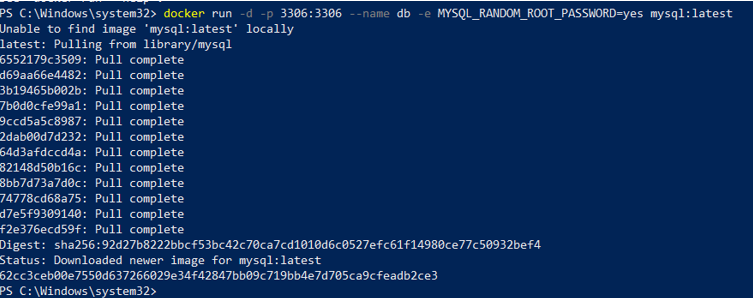 PS C:\Windows\system32> docker run -d -p 3306:3306 --name db -e MYSQL_RANDOM_ROOT_PASSWORD=yes mysql:latest
Unable to find image 'mysql:latest' locally
latest: Pulling from library/mysql
6552179c3509: Pull complete
d69aa66e4482: Pull complete
3b19465b002b: Pull complete
7b0d0cfe99a1: Pull complete
9ccd5a5c8987: Pull complete
2dab00d7d232: Pull complete
64d3afdccd4a: Pull complete
82148d50b16c: Pull complete
8bb7d73a7d0c: Pull complete
74778cd68a75: Pull complete
d7e5f9309140: Pull complete
f2e376ecd59f: Pull complete
Digest: sha256:92d27b8222bbcf53bc42c70ca7cd1010d6c0527efc61f14980ce77c50932bef4
Status: Downloaded newer image for mysql:latest
62cc3ceb00e7550d637266029e34f42847bb09c719bb4e7d705ca9cfeadb2ce3
PS C:\Windows\system32>